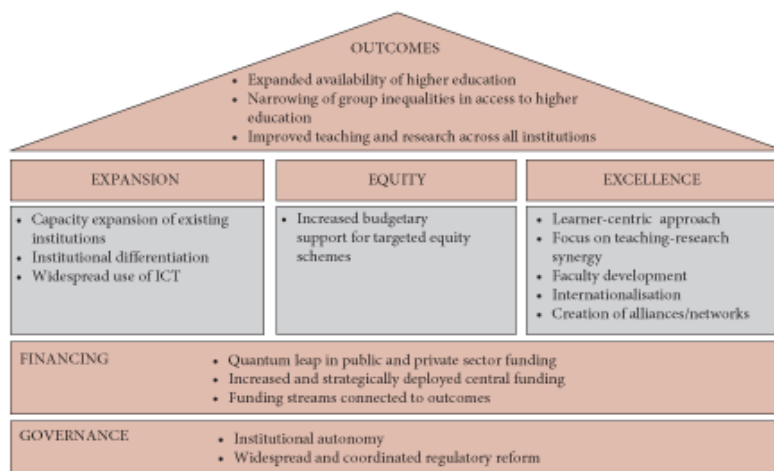 OUTCOMES
• Expanded availability of higher education
• Narrowing of group inequalities in access to higher
education
• Improved teaching and research across all institutions
EXPANSION
• Capacity expansion of existing
institutions
• Institutional differentiation
• Widespread use of ICT
EQUITY
• Increased budgetary
support for targeted equity
schemes
EXCELLENCE
• Learner-centric approach
• Focus on teaching-research
synergy
• Faculty development
• Internationalisation
• Creation of alliances/networks
FINANCING
• Quantum leap in public and private sector funding
• Increased and strategically deployed central funding
• Funding streams connected to outcomes
GOVERNANCE
• Institutional autonomy
• Widespread and coordinated regulatory reform